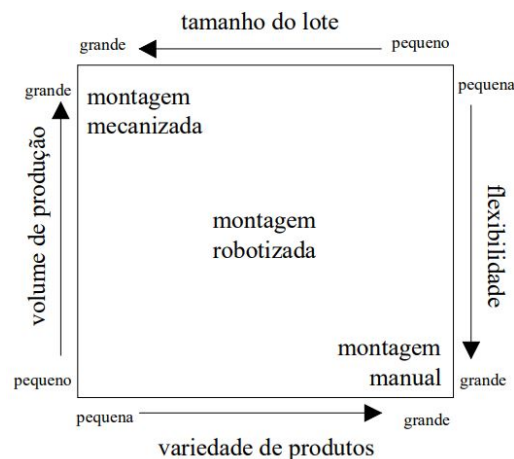 tamanho do lote
grande
pequeno
grande
montagem
mecanizada
pequena
volume de produção
montagem
robotizada
flexibilidade
montagem
manual
pequeno
grande
pequena
grande
variedade de produtos